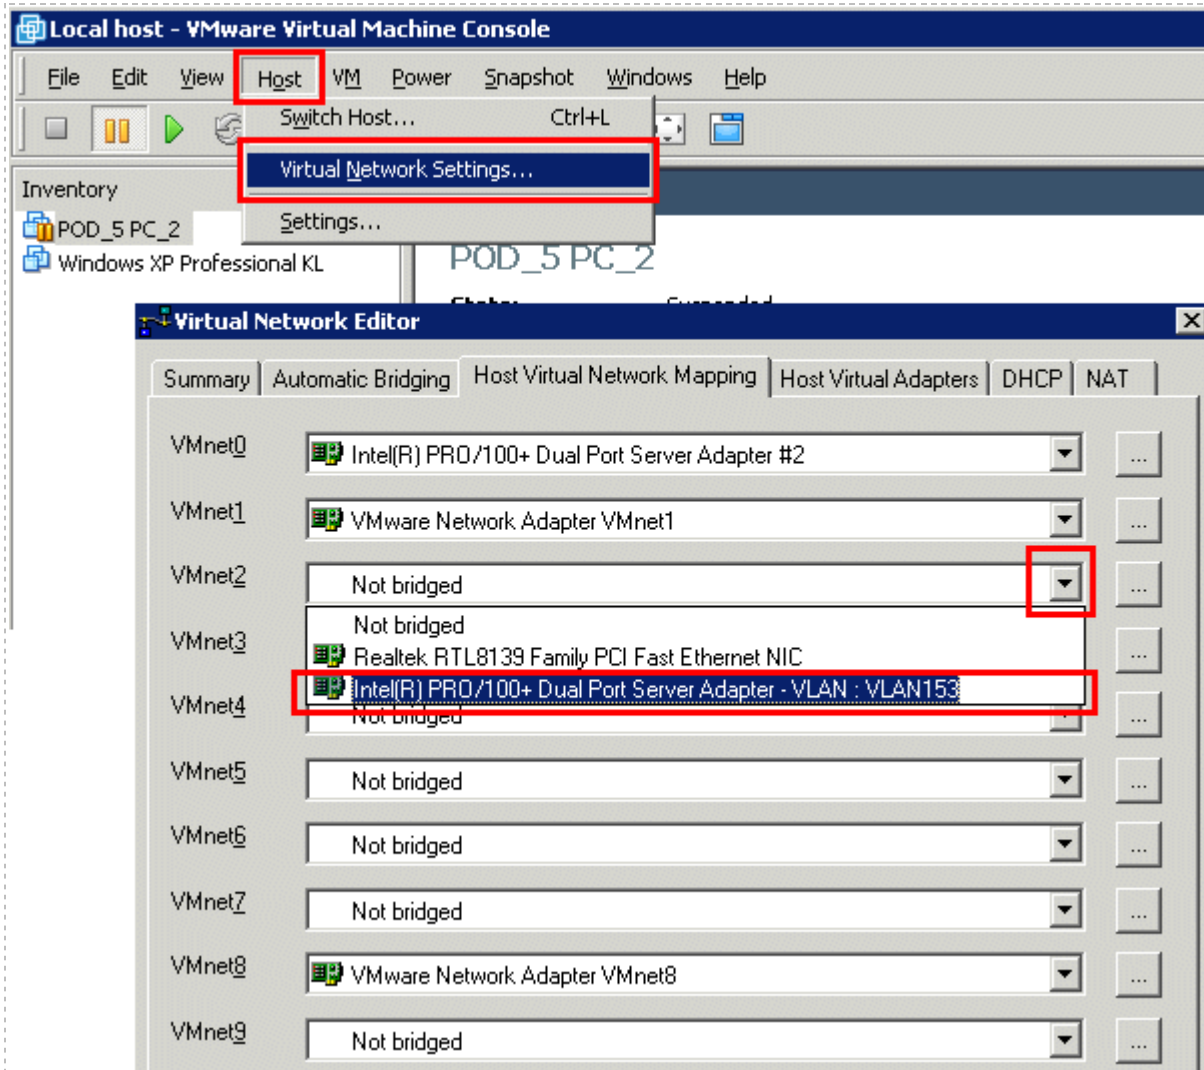 Local host - VMware Virtual Machine Console
File Edit View Host VM Power Snapshot Windows Help
Switch Host... Ctrl+L
Virtual Network Settings...
Settings...
Inventory
POD_5 PC_2
Windows XP Professional KL
POD_5 PC_2
State: Suspended
Virtual Network Editor
Summary Automatic Bridging Host Virtual Network Mapping Host Virtual Adapters DHCP NAT
VMnet0 Intel(R) PRO/100+ Dual Port Server Adapter #2 ...
VMnet1 VMware Network Adapter VMnet1 ...
VMnet2 Not bridged ...
Not bridged
VMnet3 Realtek RTL8139 Family PCI Fast Ethernet NIC ...
Intel(R) PRO/100+ Dual Port Server Adapter - VLAN : VLAN153
VMnet4 Not bridged ...
VMnet5 Not bridged ...
VMnet6 Not bridged ...
VMnet7 Not bridged ...
VMnet8 VMware Network Adapter VMnet8 ...
VMnet9 Not bridged ...